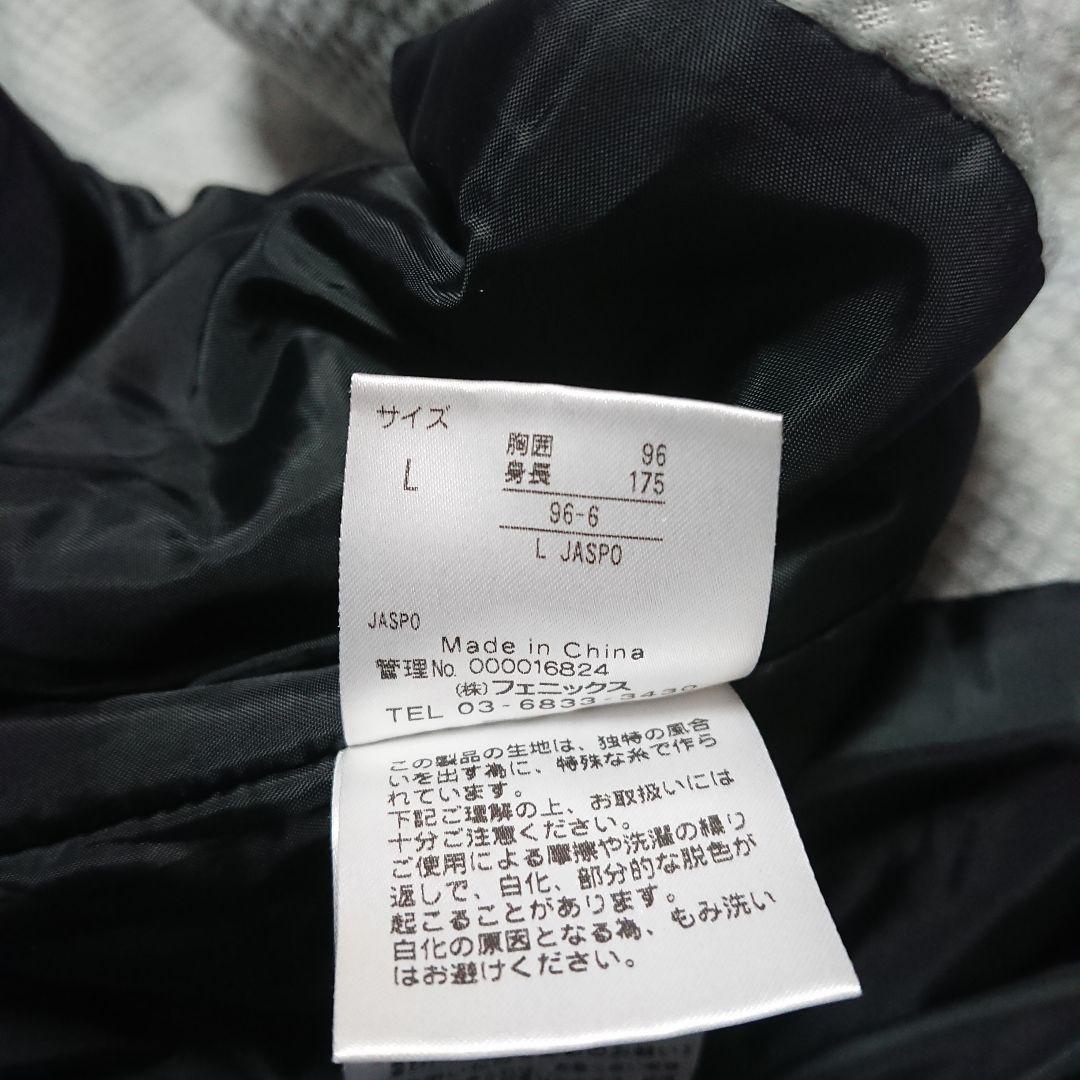 サイズ
L
胸囲 96
身長 175
96-6
L JASPO
JASPO
Made in China
管理No. 000016824
(株)フェニックス
TEL 03-6833-3430
この製品の生地は、独特の風合
いを出す為に、特殊な糸で作ら
れています。
下記ご理解の上、お取扱いには
十分ご注意ください。
ご使用による摩擦や洗濯の繰り
返しで、白化、部分的な脱色が
起こることがあります。
白化の原因となる為、もみ洗い
はお避けください。